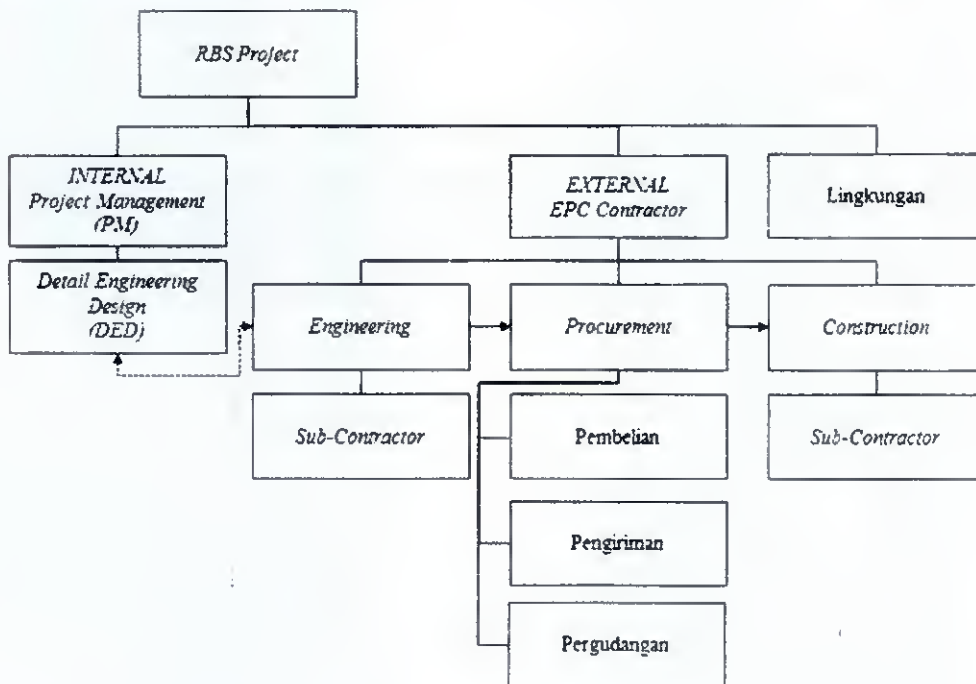 RBS Project
INTERNAL
Project Management
(PM)
EXTERNAL
EPC Contractor
Lingkungan
Detail Engineering
Design
(DED)
Engineering
Procurement
Construction
Sub-Contractor
Pembelian
Sub-Contractor
Pengiriman
Pergudangan